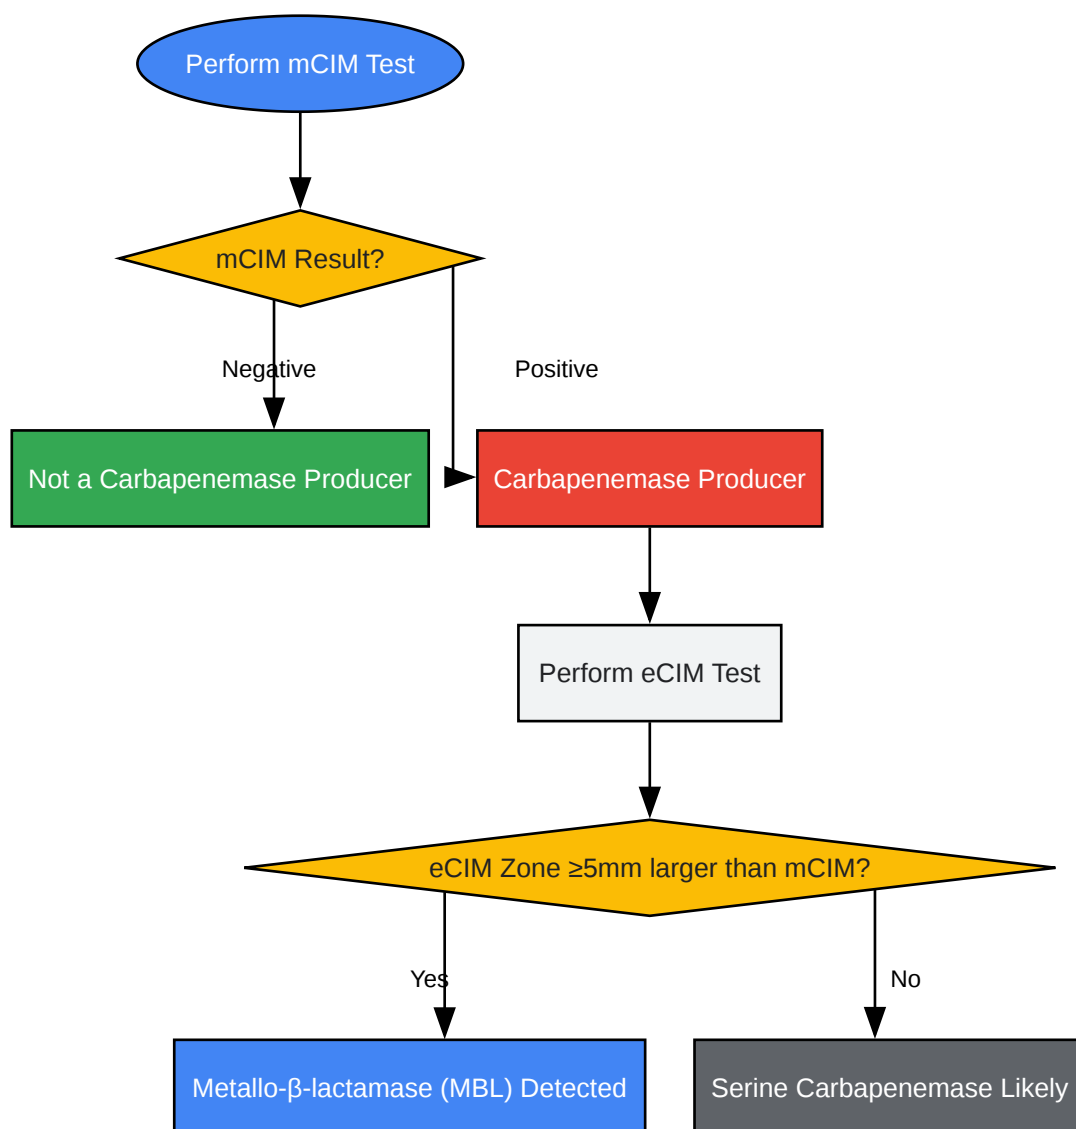 Perform mCIM Test
mCIM Result?
Negative
Positive
Not a Carbapenemase Producer
Carbapenemase Producer
Perform eCIM Test
eCIM Zone ≥5mm larger than mCIM?
Yes
No
Metallo-β-lactamase (MBL) Detected
Serine Carbapenemase Likely